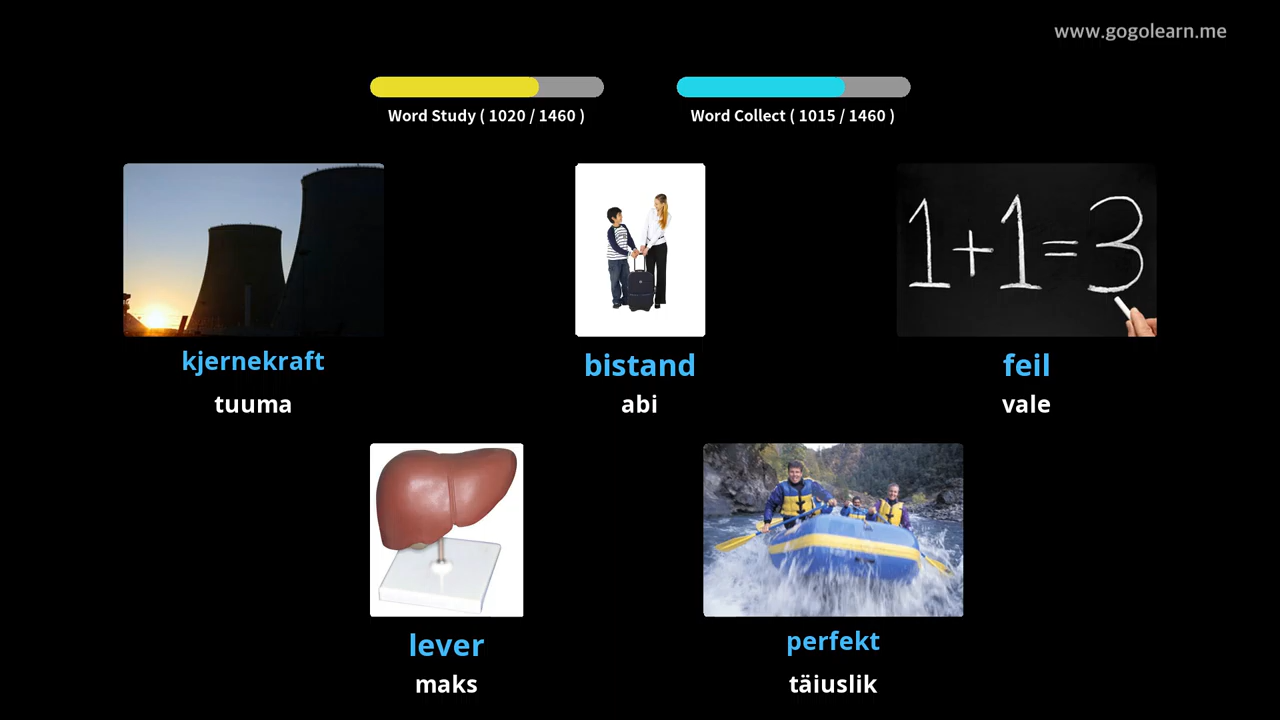 www.gogolearn.me
Word Study ( 1020 / 1460 )
Word Collect ( 1015 / 1460 )
1+1=3
kjernekraft
bistand
feil
tuuma
abi
vale
lever
perfekt
maks
täiuslik